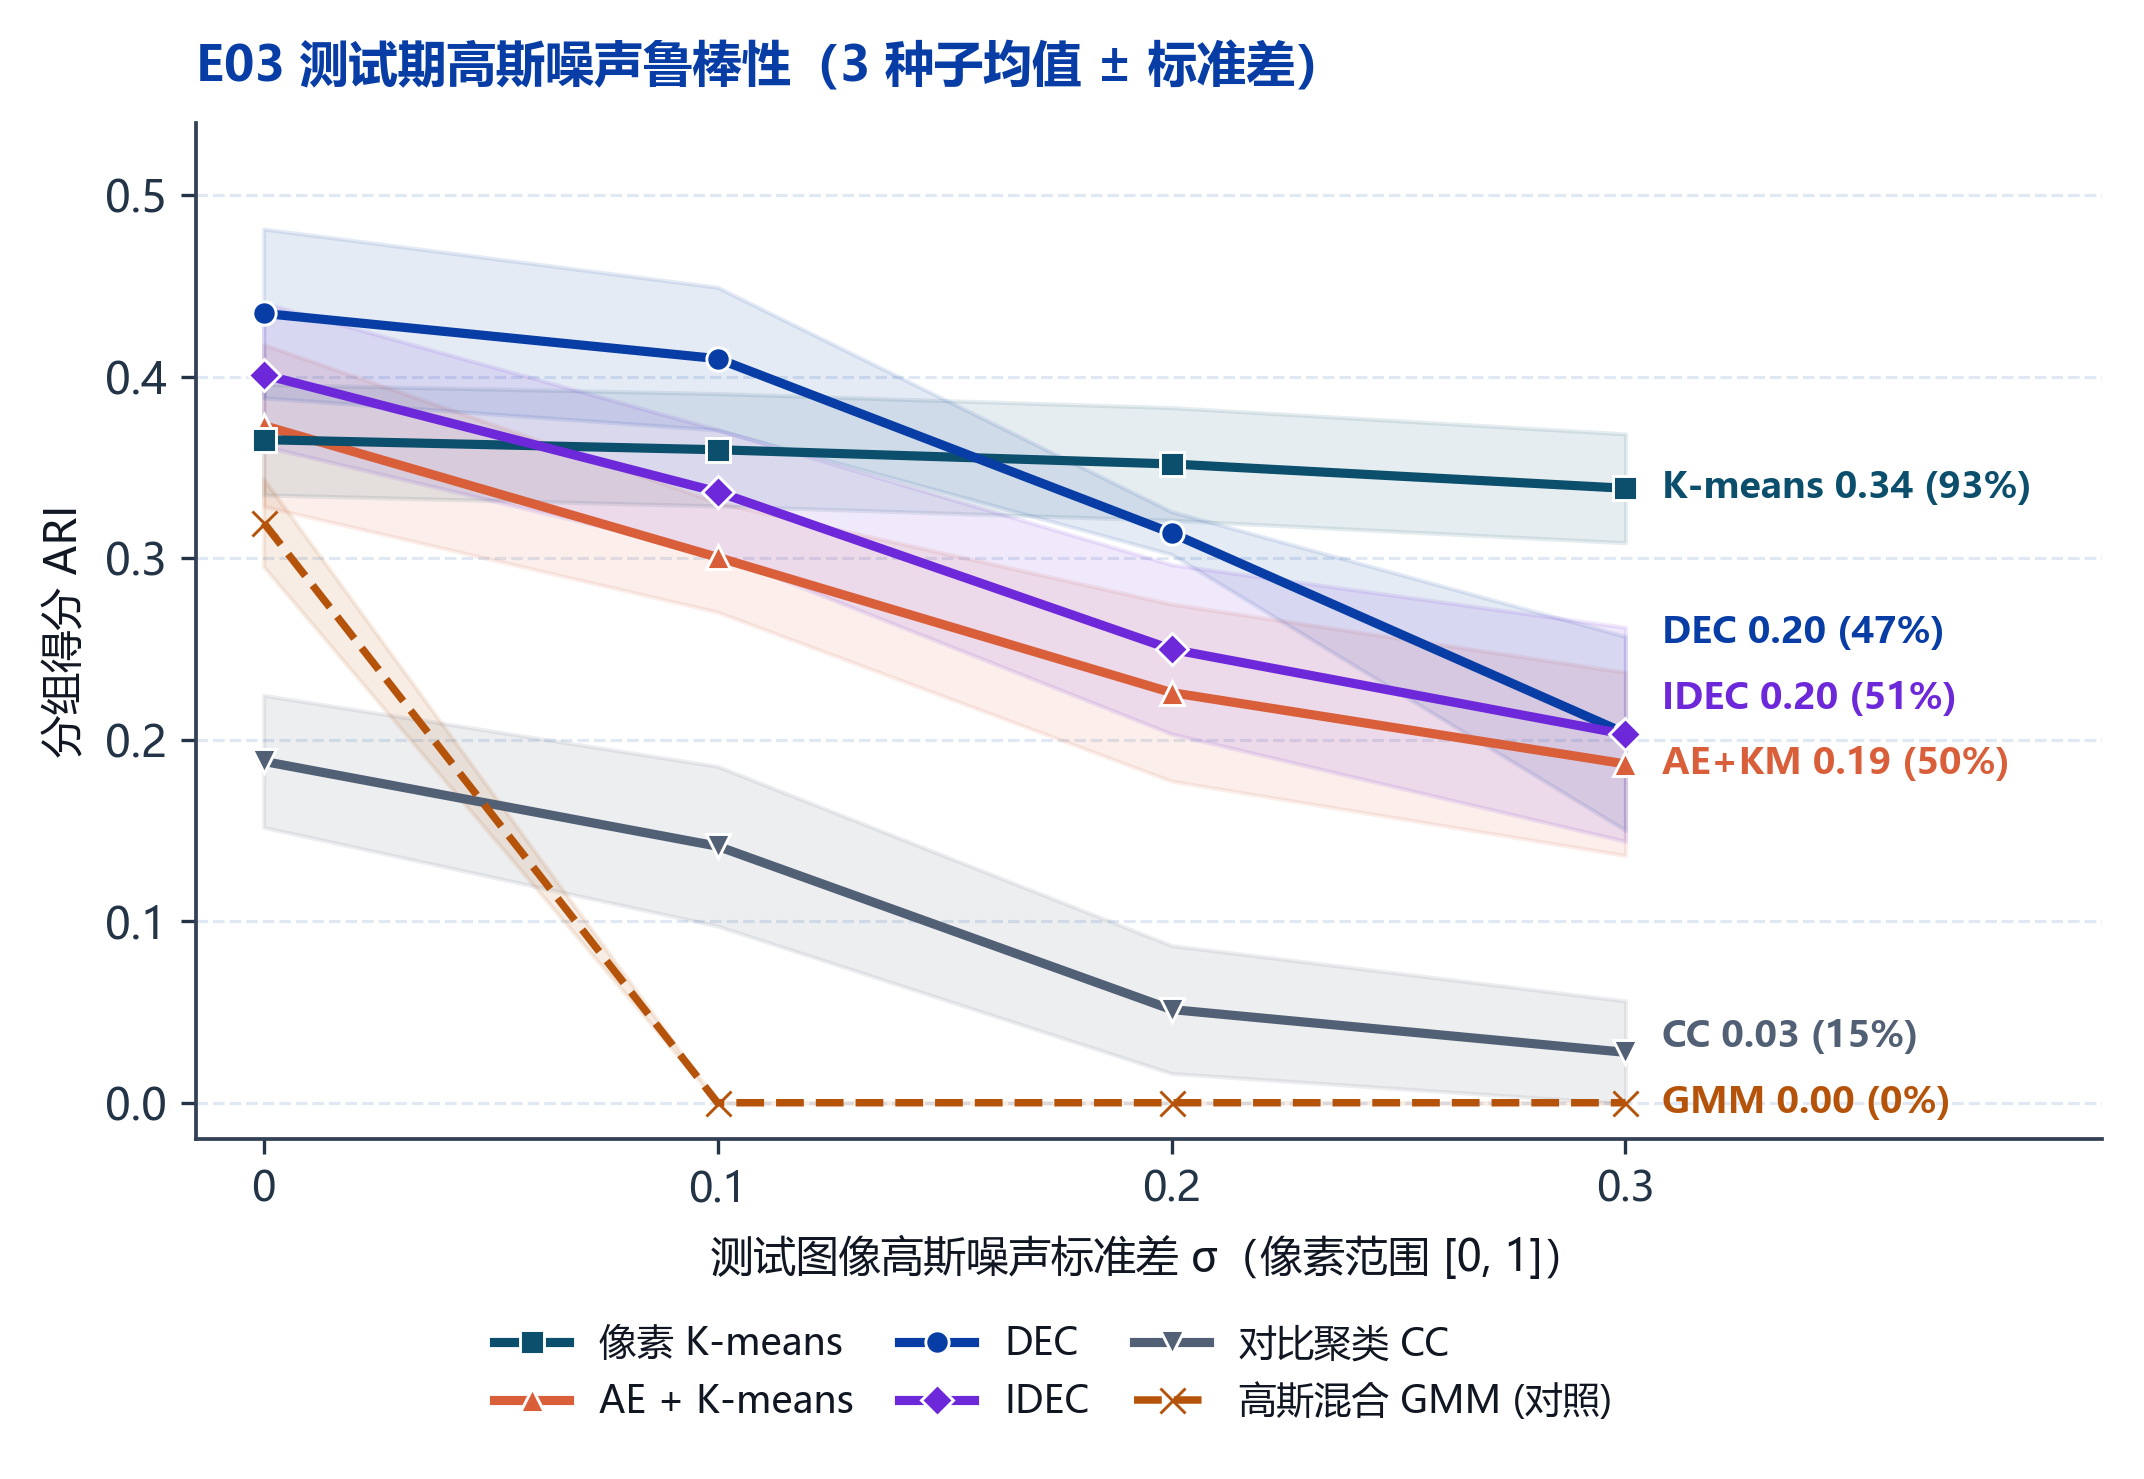 E03 测试期高斯噪声鲁棒性（3 种子均值 ± 标准差）
分组得分 ARI
0.5
0.4
0.3
0.2
0.1
0.0
K-means 0.34 (93%)
DEC 0.20 (47%)
IDEC 0.20 (51%)
AE+KM 0.19 (50%)
CC 0.03 (15%)
GMM 0.00 (0%)
0 0.1 0.2 0.3
测试图像高斯噪声标准差 σ（像素范围 [0, 1]）
像素 K-means DEC 对比聚类 CC
AE + K-means IDEC 高斯混合 GMM (对照)